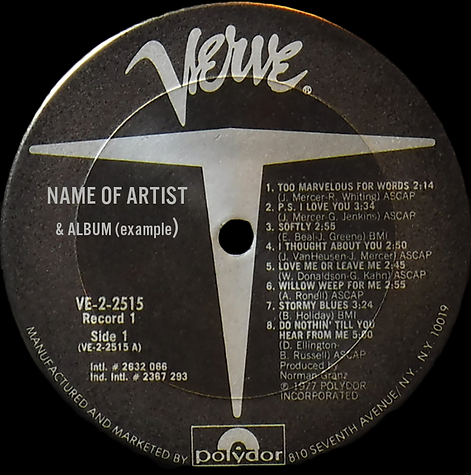 Verve®
NAME OF ARTIST
& ALBUM (example)
VE-2-2515
Record 1
Side 1
(VE-2-2515 A)
Intl. # 2632 086
Ind. Intl. # 2367 293
1. TOO MARVELOUS FOR WORDS 2:14
(J. Mercer-R. Whiting) ASCAP
2. P.S. I LOVE YOU 3:34
(J. Mercer-G. Jenkins) ASCAP
3. SOFTLY 2:55
(E. Beal-J. Greene) BMI
4. I THOUGHT ABOUT YOU 2:50
(J. VanHeusen-J. Mercer) ASCAP
5. LOVE ME OR LEAVE ME 2:45
(W. Donaldson-G. Kahn) ASCAP
6. WILLOW WEEP FOR ME 2:55
(A. Ronell) ASCAP
7. STORMY BLUES 3:24
(B. Holiday) BMI
8. DO NOTHIN' TILL YOU
HEAR FROM ME 5:00
(D. Ellington-
B. Russell) ASCAP
Produced by
Norman Granz
℗ 1977 POLYDOR
INCORPORATED
MANUFACTURED AND MARKETED BY polydor 810 SEVENTH AVENUE/ NY. N.Y. 10019